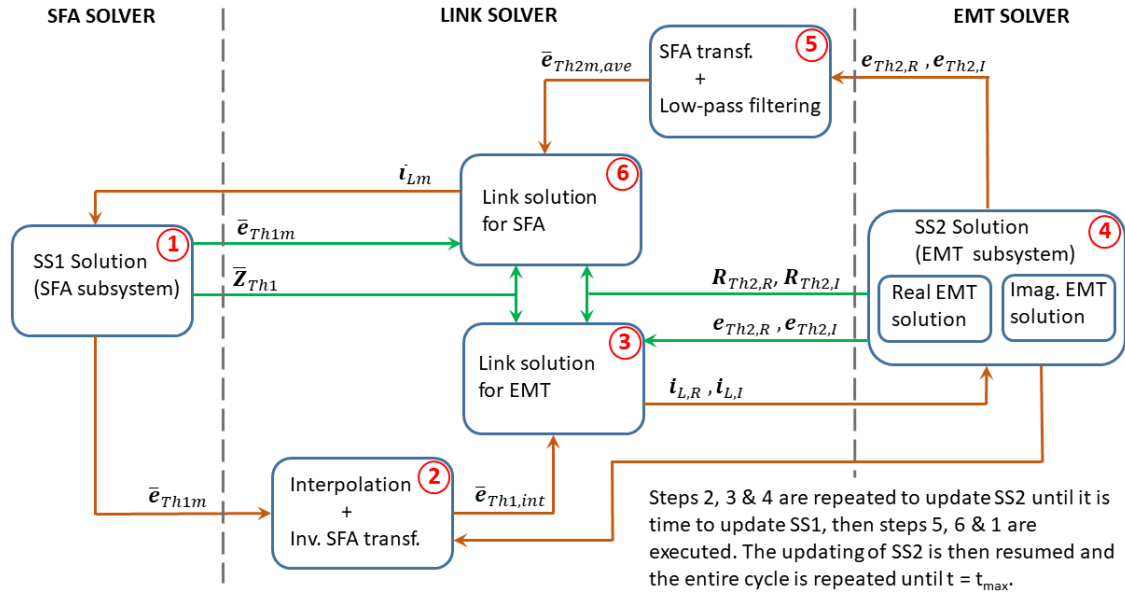 SFA SOLVER
LINK SOLVER
EMT SOLVER
5
SFA transf.
+
Low-pass filtering
ē_Th2m,ave
e_Th2,R , e_Th2,I
6
Link solution
for SFA
i_Lm
1
SS1 Solution
(SFA subsystem)
ē_Th1m
Z̄_Th1
4
SS2 Solution
(EMT subsystem)
Real EMT
solution
Imag. EMT
solution
R_Th2,R, R_Th2,I
e_Th2,R , e_Th2,I
3
Link solution
for EMT
i_L,R , i_L,I
2
Interpolation
+
Inv. SFA transf.
ē_Th1m
ē_Th1,int
Steps 2, 3 & 4 are repeated to update SS2 until it is
time to update SS1, then steps 5, 6 & 1 are
executed. The updating of SS2 is then resumed and
the entire cycle is repeated until t = t_max.